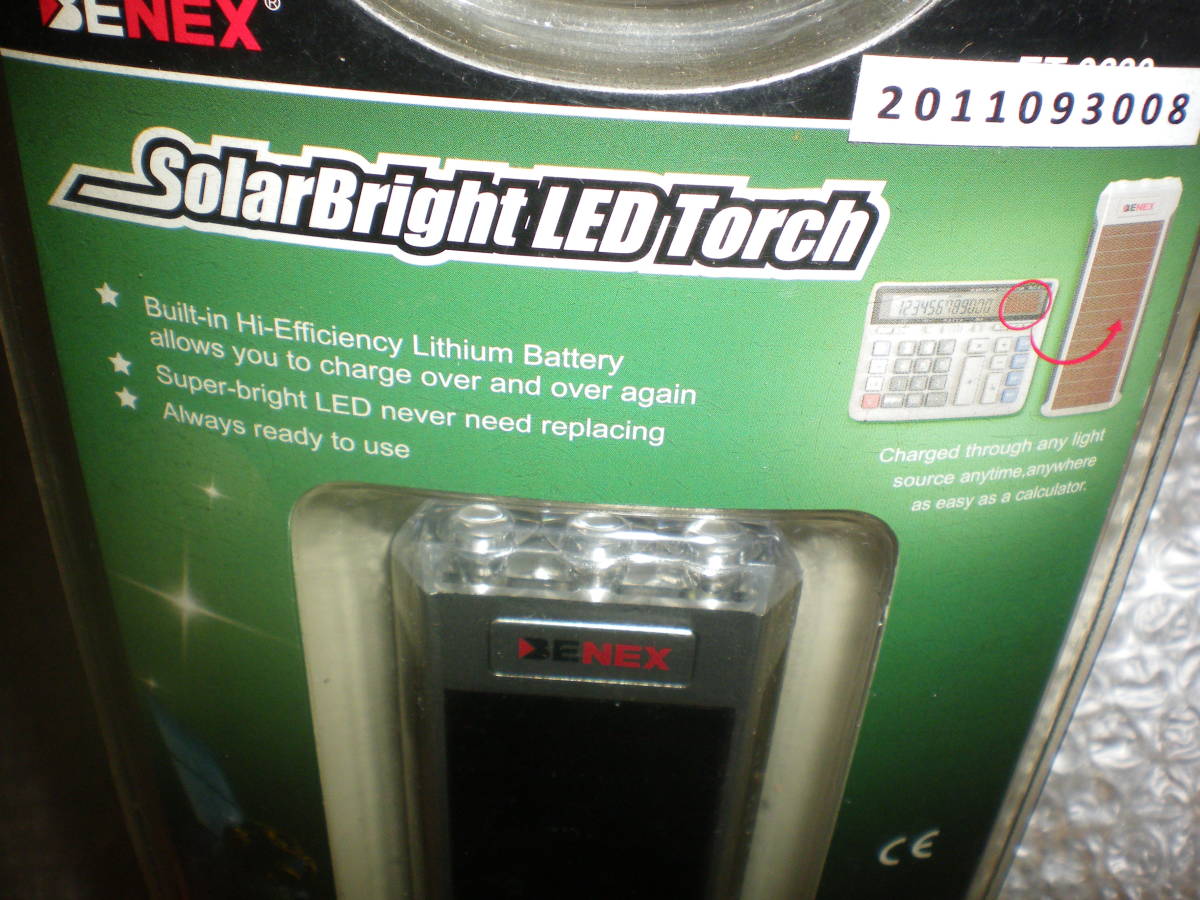 BENEX®
2011093008
SolarBright LED Torch
Built-in Hi-Efficiency Lithium Battery
allows you to charge over and over again
Super-bright LED never need replacing
Always ready to use
BENEX
123456789000
Charged through any light
source anytime,anywhere
as easy as a calculator.
BENEX
CE